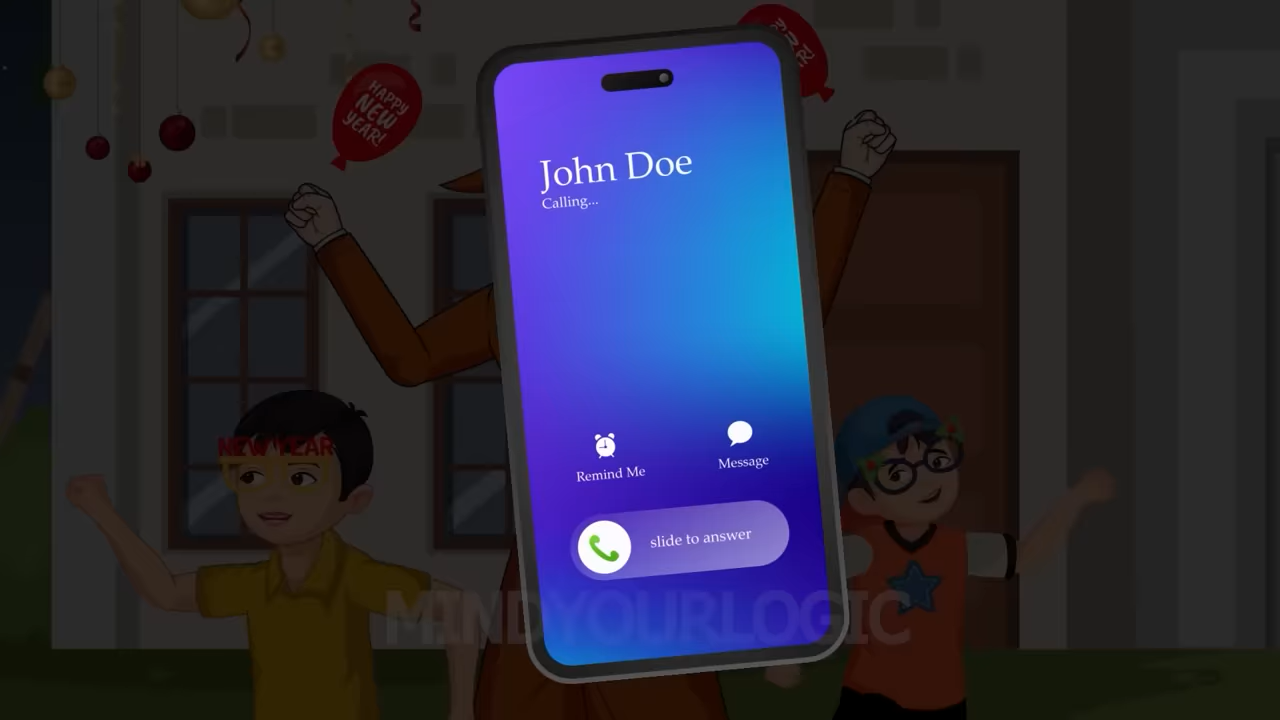 HAPPY
NEW
YEAR!
John Doe
Calling...
Remind Me
Message
slide to answer
NEW YEAR
MINDYOURLOGIC